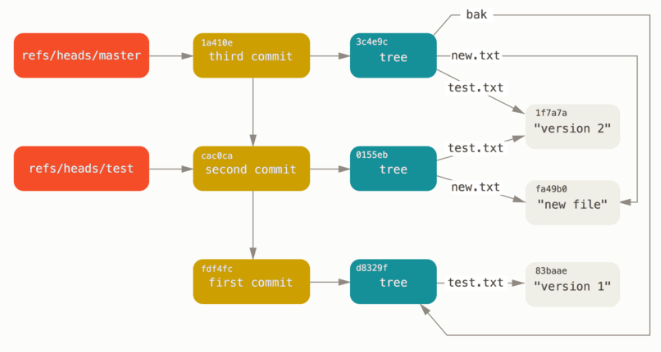 bak
1a410e
3c4e9c
refs/heads/master
third commit
tree
new.txt
test.txt
1f7a7a
"version 2"
cac0ca
0155eb
test.txt
refs/heads/test
second commit
tree
new.txt
fa49b0
"new file"
fdf4fc
d8329f
83baae
first commit
tree
test.txt
"version 1"